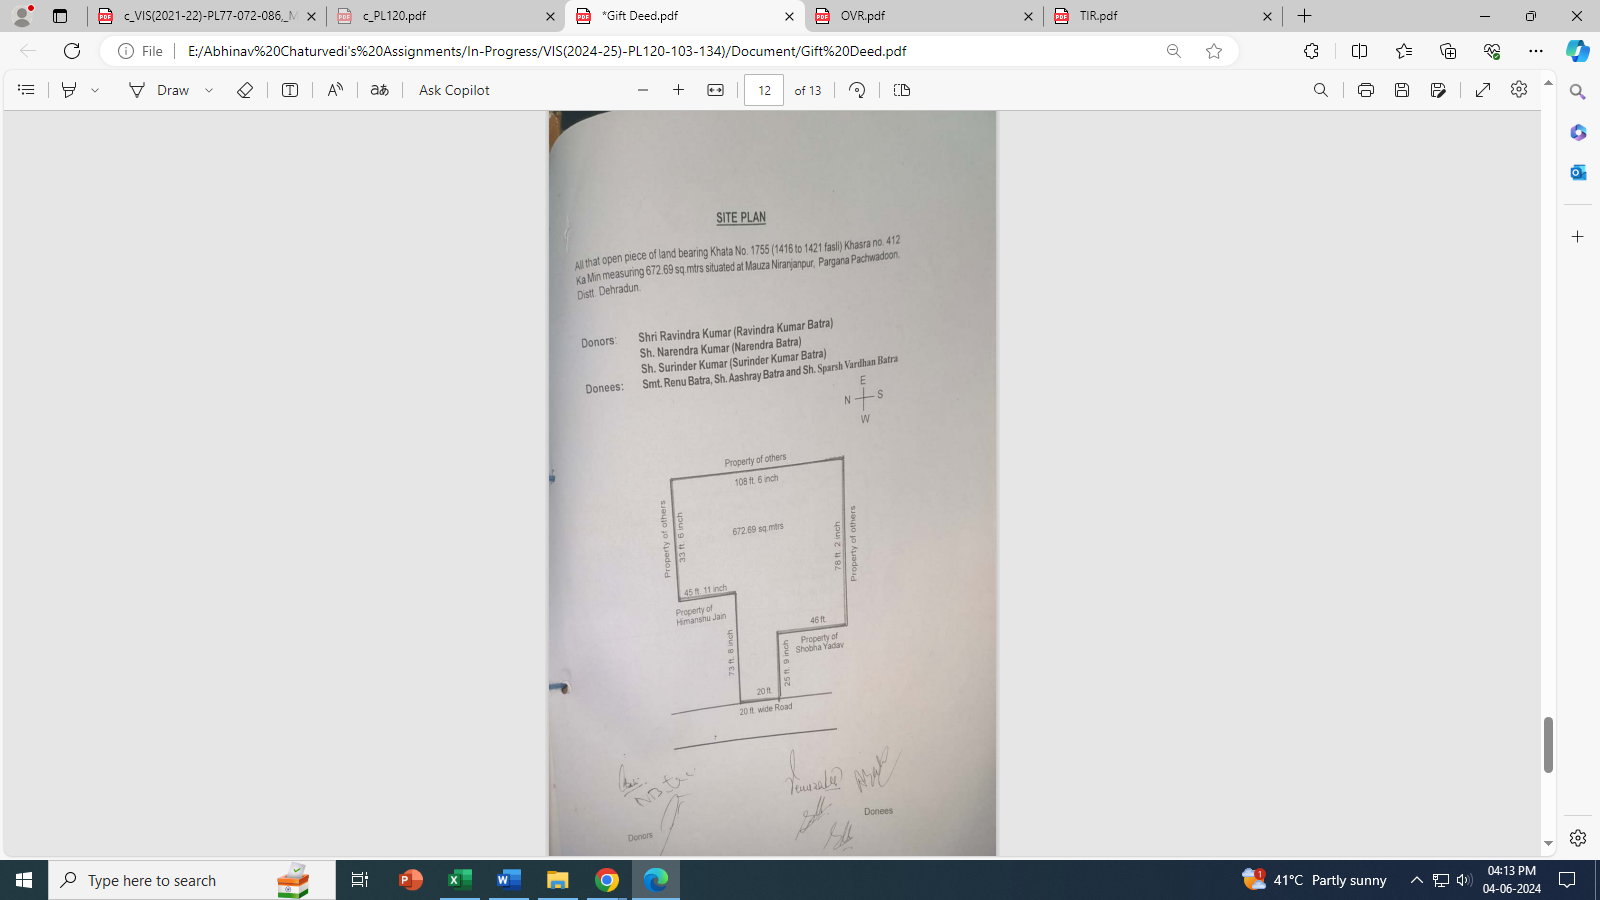 c_VIS(2021-22)-PL77-072-086,_M
c_PL120.pdf
*Gift Deed.pdf
OVR.pdf
TIR.pdf
File
E:/Abhinav%20Chaturvedi's%20Assignments/In-Progress/VIS(2024-25)-PL120-103-134)/Document/Gift%20Deed.pdf
Draw
Ask Copilot
12
of 13
SITE PLAN
All that open piece of land bearing Khata No. 1755 (1416 to 1421 fasli) Khasra no. 412
Ka Min measuring 672.69 sq.mtrs situated at Mauza Niranjanpur, Pargana Pachwadoon.
Distt. Dehradun.
Donors: Shri Ravindra Kumar (Ravindra Kumar Batra)
Sh. Narendra Kumar (Narendra Batra)
Sh. Surinder Kumar (Surinder Kumar Batra)
Donees: Smt. Renu Batra, Sh. Aashray Batra and Sh. Sparsh Vardhan Batra
E
N S
W
Property of others
108 ft. 6 inch
Property of others
33 ft. 6 inch
672.69 sq.mtrs
78 ft. 2 inch
Property of others
45 ft. 11 inch
Property of
Himanshu Jain
46 ft.
Property of
Shobha Yadav
73 ft. 8 inch
25 ft. 9 inch
20 ft.
20 ft. wide Road
Donors
Donees
Type here to search
1
41°C Partly sunny
04:13 PM
04-06-2024